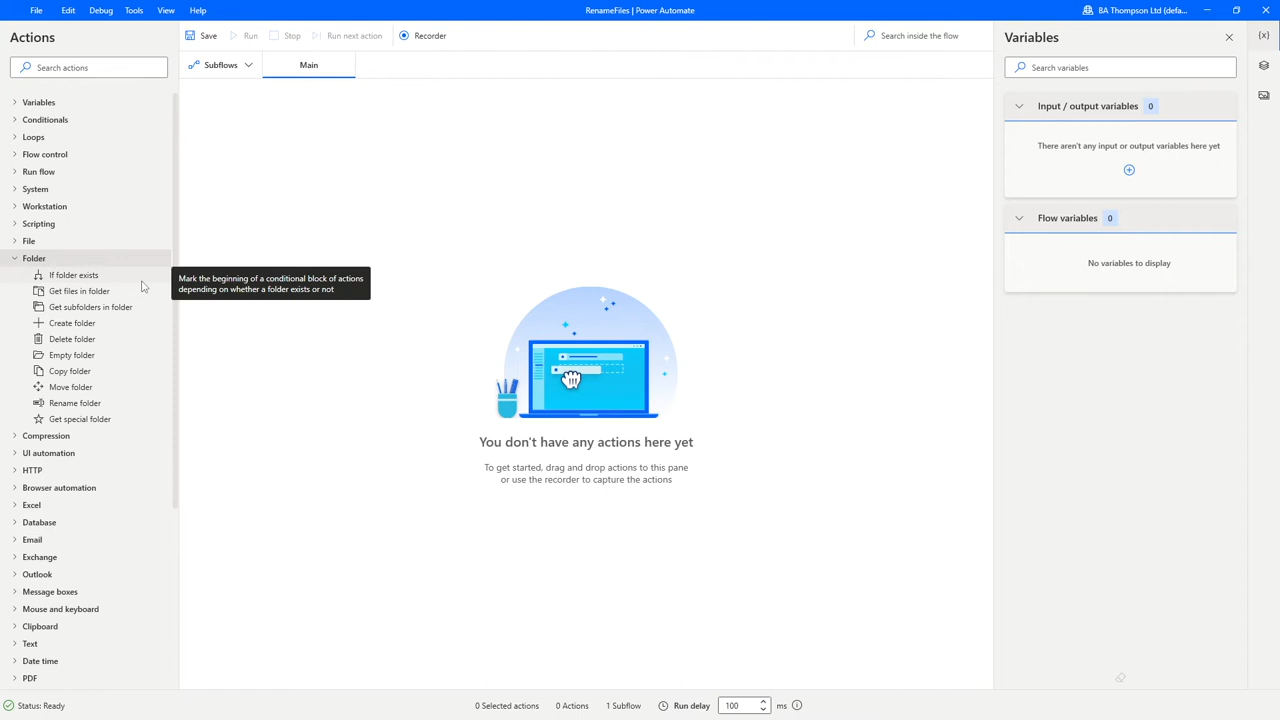 File Edit Debug Tools View Help
RenameFiles | Power Automate
BA Thompson Ltd (defa...
Actions
Search actions
Variables
Conditionals
Loops
Flow control
Run flow
System
Workstation
Scripting
File
Folder
If folder exists
Get files in folder
Get subfolders in folder
Create folder
Delete folder
Empty folder
Copy folder
Move folder
Rename folder
Get special folder
Compression
UI automation
HTTP
Browser automation
Excel
Database
Email
Exchange
Outlook
Message boxes
Mouse and keyboard
Clipboard
Text
Date time
PDF
Mark the beginning of a conditional block of actions
depending on whether a folder exists or not
Save Run Stop Run next action Recorder
Search inside the flow
Subflows Main
You don't have any actions here yet
To get started, drag and drop actions to this pane
or use the recorder to capture the actions
Variables
{x}
Search variables
Input / output variables 0
There aren't any input or output variables here yet
Flow variables 0
No variables to display
Status: Ready
0 Selected actions 0 Actions 1 Subflow Run delay 100 ms